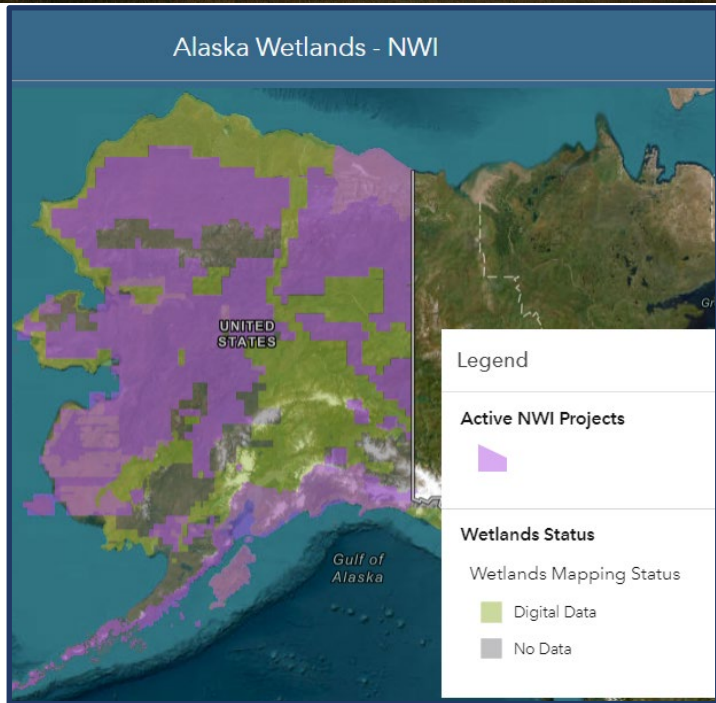 Alaska Wetlands - NWI
UNITED
STATES
Gr
Legend
Active NWI Projects
Wetlands Status
Wetlands Mapping Status
Digital Data
No Data
Gulf of
Alaska